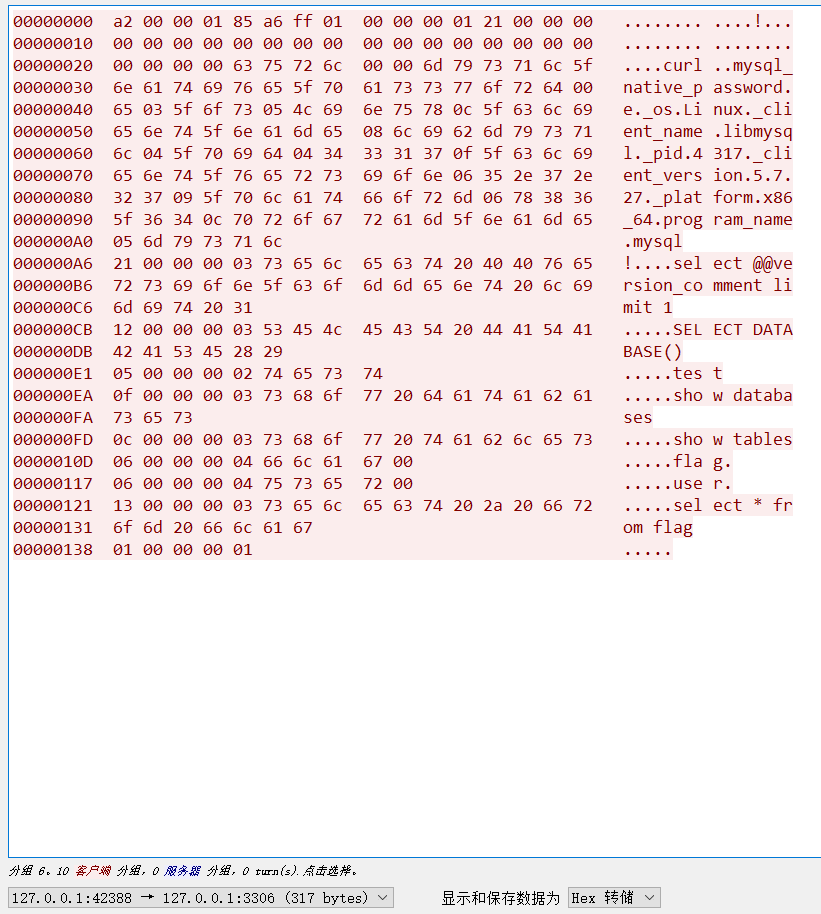 00000000  a2 00 00 01 85 a6 ff 01  00 00 00 01 21 00 00 00   ........ ....!...
00000010  00 00 00 00 00 00 00 00  00 00 00 00 00 00 00 00   ........ ........
00000020  00 00 00 00 63 75 72 6c  00 00 6d 79 73 71 6c 5f   ....curl ..mysql_
00000030  6e 61 74 69 76 65 5f 70  61 73 73 77 6f 72 64 00   native_p assword.
00000040  65 03 5f 6f 73 05 4c 69  6e 75 78 0c 5f 63 6c 69   e._os.Li nux._cli
00000050  65 6e 74 5f 6e 61 6d 65  08 6c 69 62 6d 79 73 71   ent_name .libmysq
00000060  6c 04 5f 70 69 64 04 34  33 31 37 0f 5f 63 6c 69   l._pid.4 317._cli
00000070  65 6e 74 5f 76 65 72 73  69 6f 6e 06 35 2e 37 2e   ent_vers ion.5.7.
00000080  32 37 09 5f 70 6c 61 74  66 6f 72 6d 06 78 38 36   27._plat form.x86
00000090  5f 36 34 0c 70 72 6f 67  72 61 6d 5f 6e 61 6d 65   _64.prog ram_name
000000A0  05 6d 79 73 71 6c   .mysql
000000A6  21 00 00 00 03 73 65 6c  65 63 74 20 40 40 76 65   !....sel ect @@ve
000000B6  72 73 69 6f 6e 5f 63 6f  6d 6d 65 6e 74 20 6c 69   rsion_co mment li
000000C6  6d 69 74 20 31   mit 1
000000CB  12 00 00 00 03 53 45 4c  45 43 54 20 44 41 54 41   .....SEL ECT DATA
000000DB  42 41 53 45 28 29   BASE()
000000E1  05 00 00 00 02 74 65 73  74   .....tes t
000000EA  0f 00 00 00 03 73 68 6f  77 20 64 61 74 61 62 61   .....sho w databa
000000FA  73 65 73   ses
000000FD  0c 00 00 00 03 73 68 6f  77 20 74 61 62 6c 65 73   .....sho w tables
0000010D  06 00 00 00 04 66 6c 61  67 00   .....fla g.
00000117  06 00 00 00 04 75 73 65  72 00   .....use r.
00000121  13 00 00 00 03 73 65 6c  65 63 74 20 2a 20 66 72   .....sel ect * fr
00000131  6f 6d 20 66 6c 61 67   om flag
00000138  01 00 00 00 01   .....
分组 6。10 客户端 分组，0 服务器 分组，0 turn(s).点击选择。
127.0.0.1:42388 → 127.0.0.1:3306 (317 bytes) 显示和保存数据为 Hex 转储